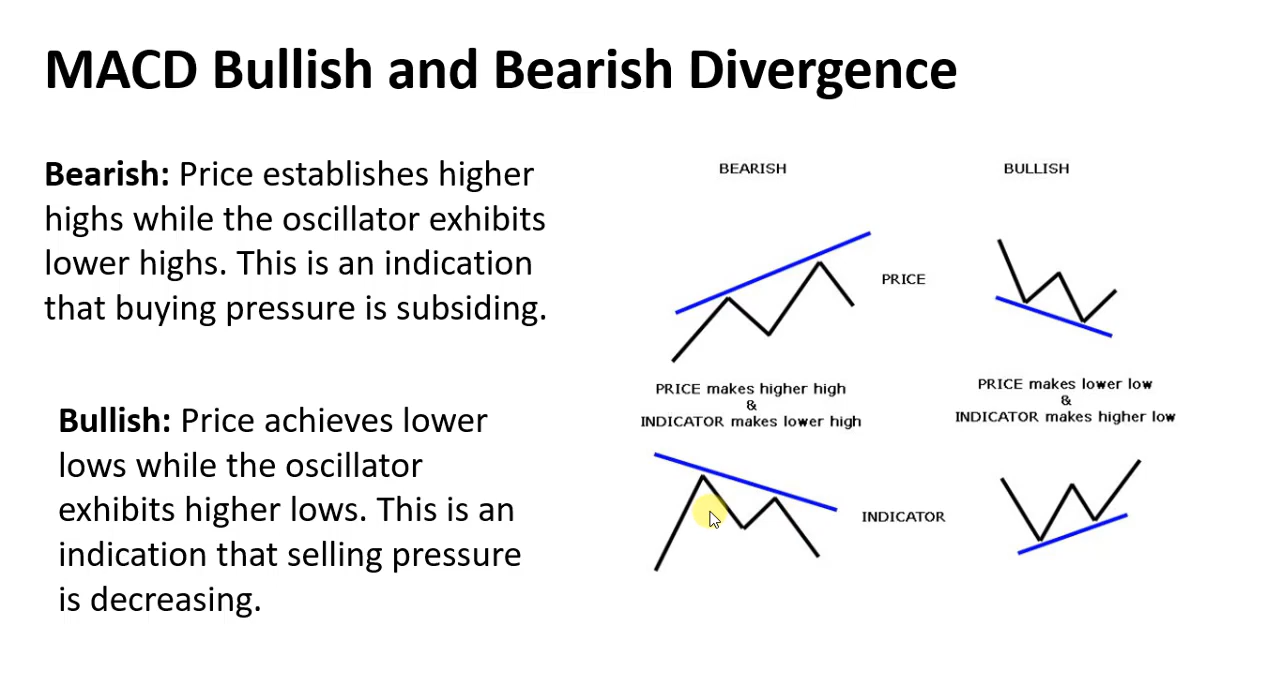 MACD Bullish and Bearish Divergence
Bearish: Price establishes higher
highs while the oscillator exhibits
lower highs. This is an indication
that buying pressure is subsiding.
Bullish: Price achieves lower
lows while the oscillator
exhibits higher lows. This is an
indication that selling pressure
is decreasing.
BEARISH
BULLISH
PRICE
PRICE makes higher high
&
INDICATOR makes lower high
PRICE makes lower low
&
INDICATOR makes higher low
INDICATOR